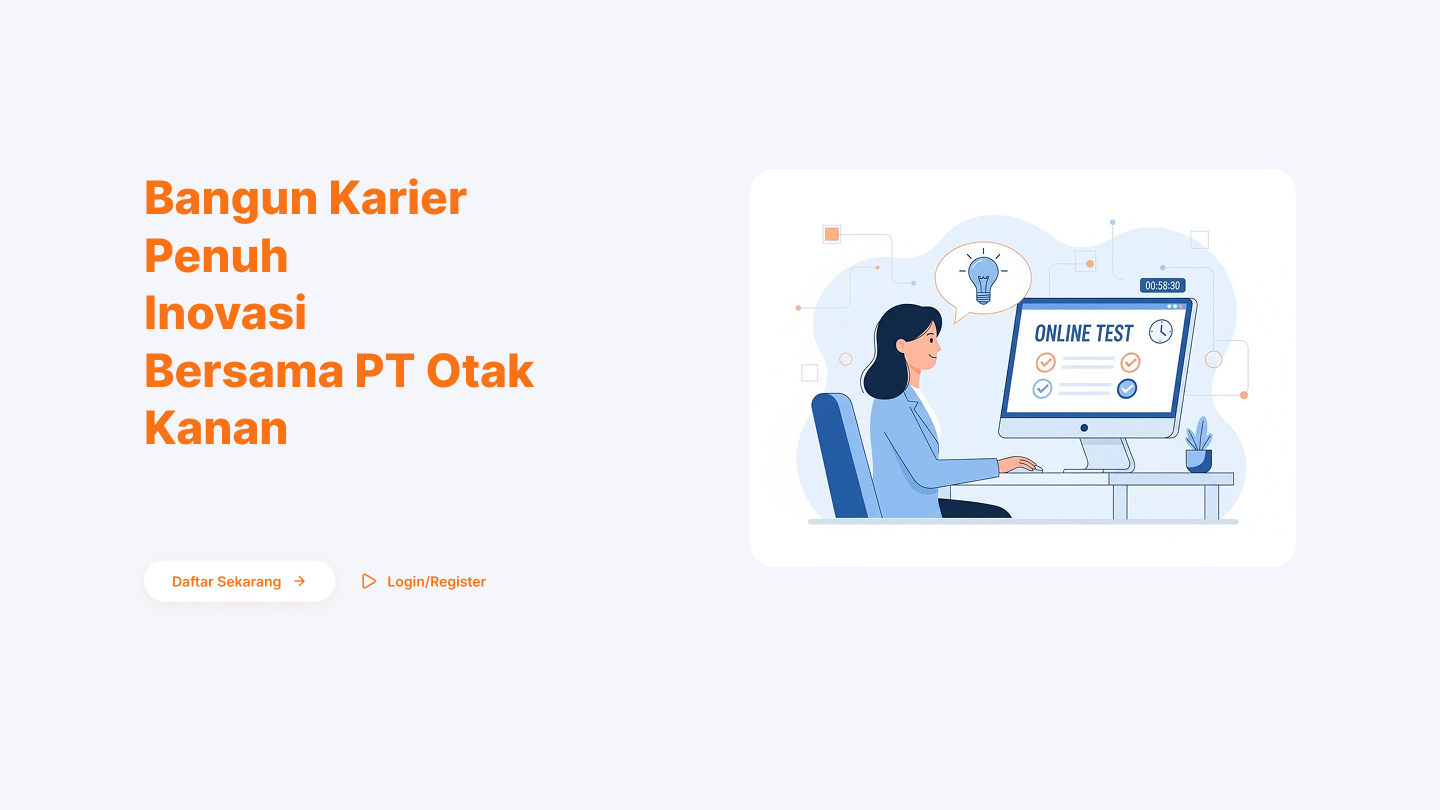 Bangun Karier
Penuh
Inovasi
Bersama PT Otak
Kanan
Daftar Sekarang
Login/Register
00:58:30
ONLINE TEST